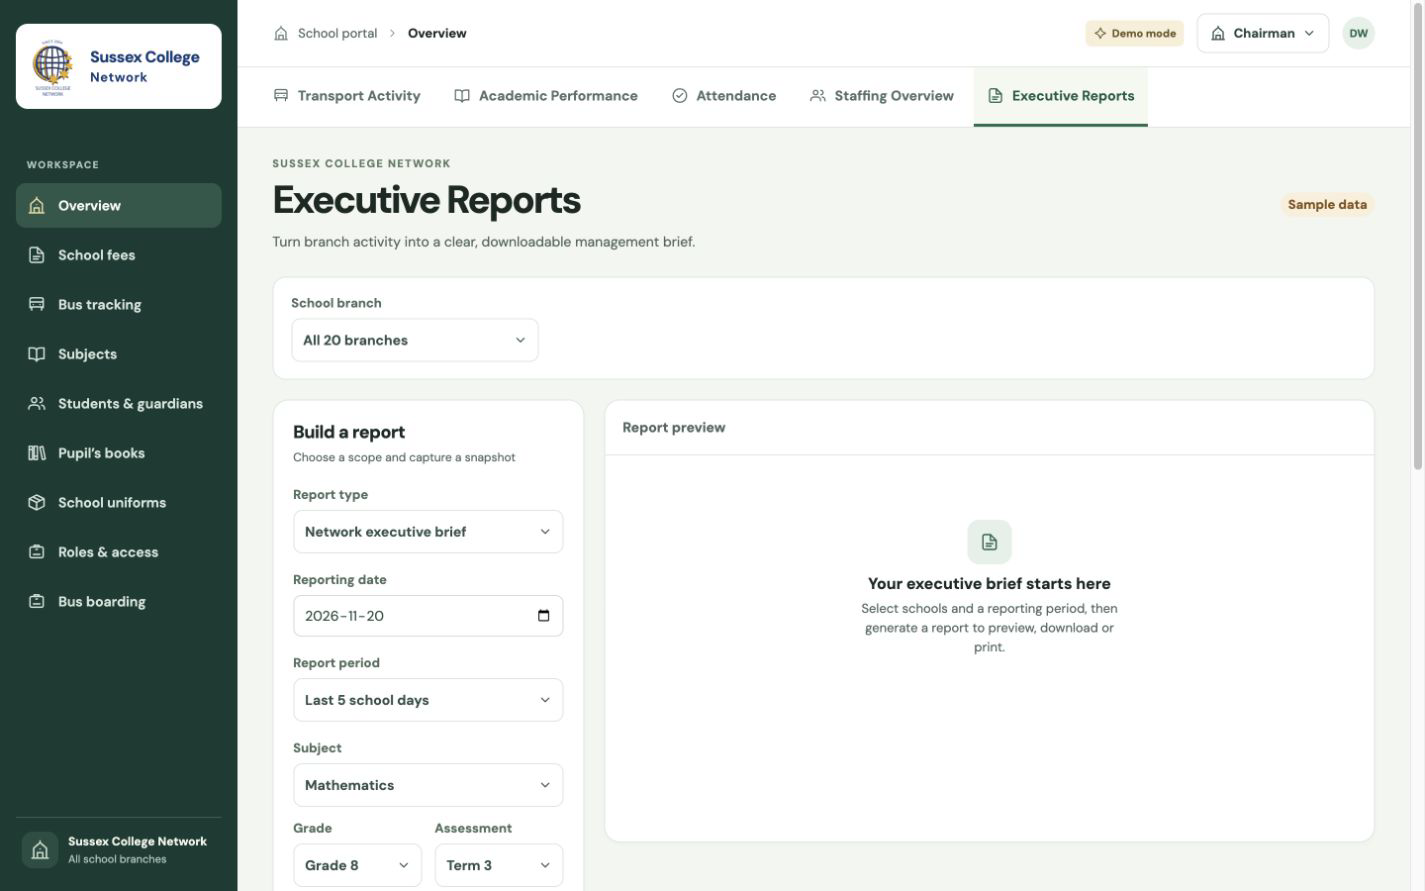 Sussex College
Network
SUSSEX COLLEGE
NETWORK
School portal
Overview
Demo mode
Chairman
DW
Transport Activity
Academic Performance
Attendance
Staffing Overview
Executive Reports
WORKSPACE
Overview
School fees
Bus tracking
Subjects
Students & guardians
Pupil's books
School uniforms
Roles & access
Bus boarding
Sussex College Network
All school branches
SUSSEX COLLEGE NETWORK
Executive Reports
Sample data
Turn branch activity into a clear, downloadable management brief.
School branch
All 20 branches
Build a report
Choose a scope and capture a snapshot
Report type
Network executive brief
Reporting date
2026-11-20
Report period
Last 5 school days
Subject
Mathematics
Grade
Assessment
Grade 8
Term 3
Report preview
Your executive brief starts here
Select schools and a reporting period, then
generate a report to preview, download or
print.